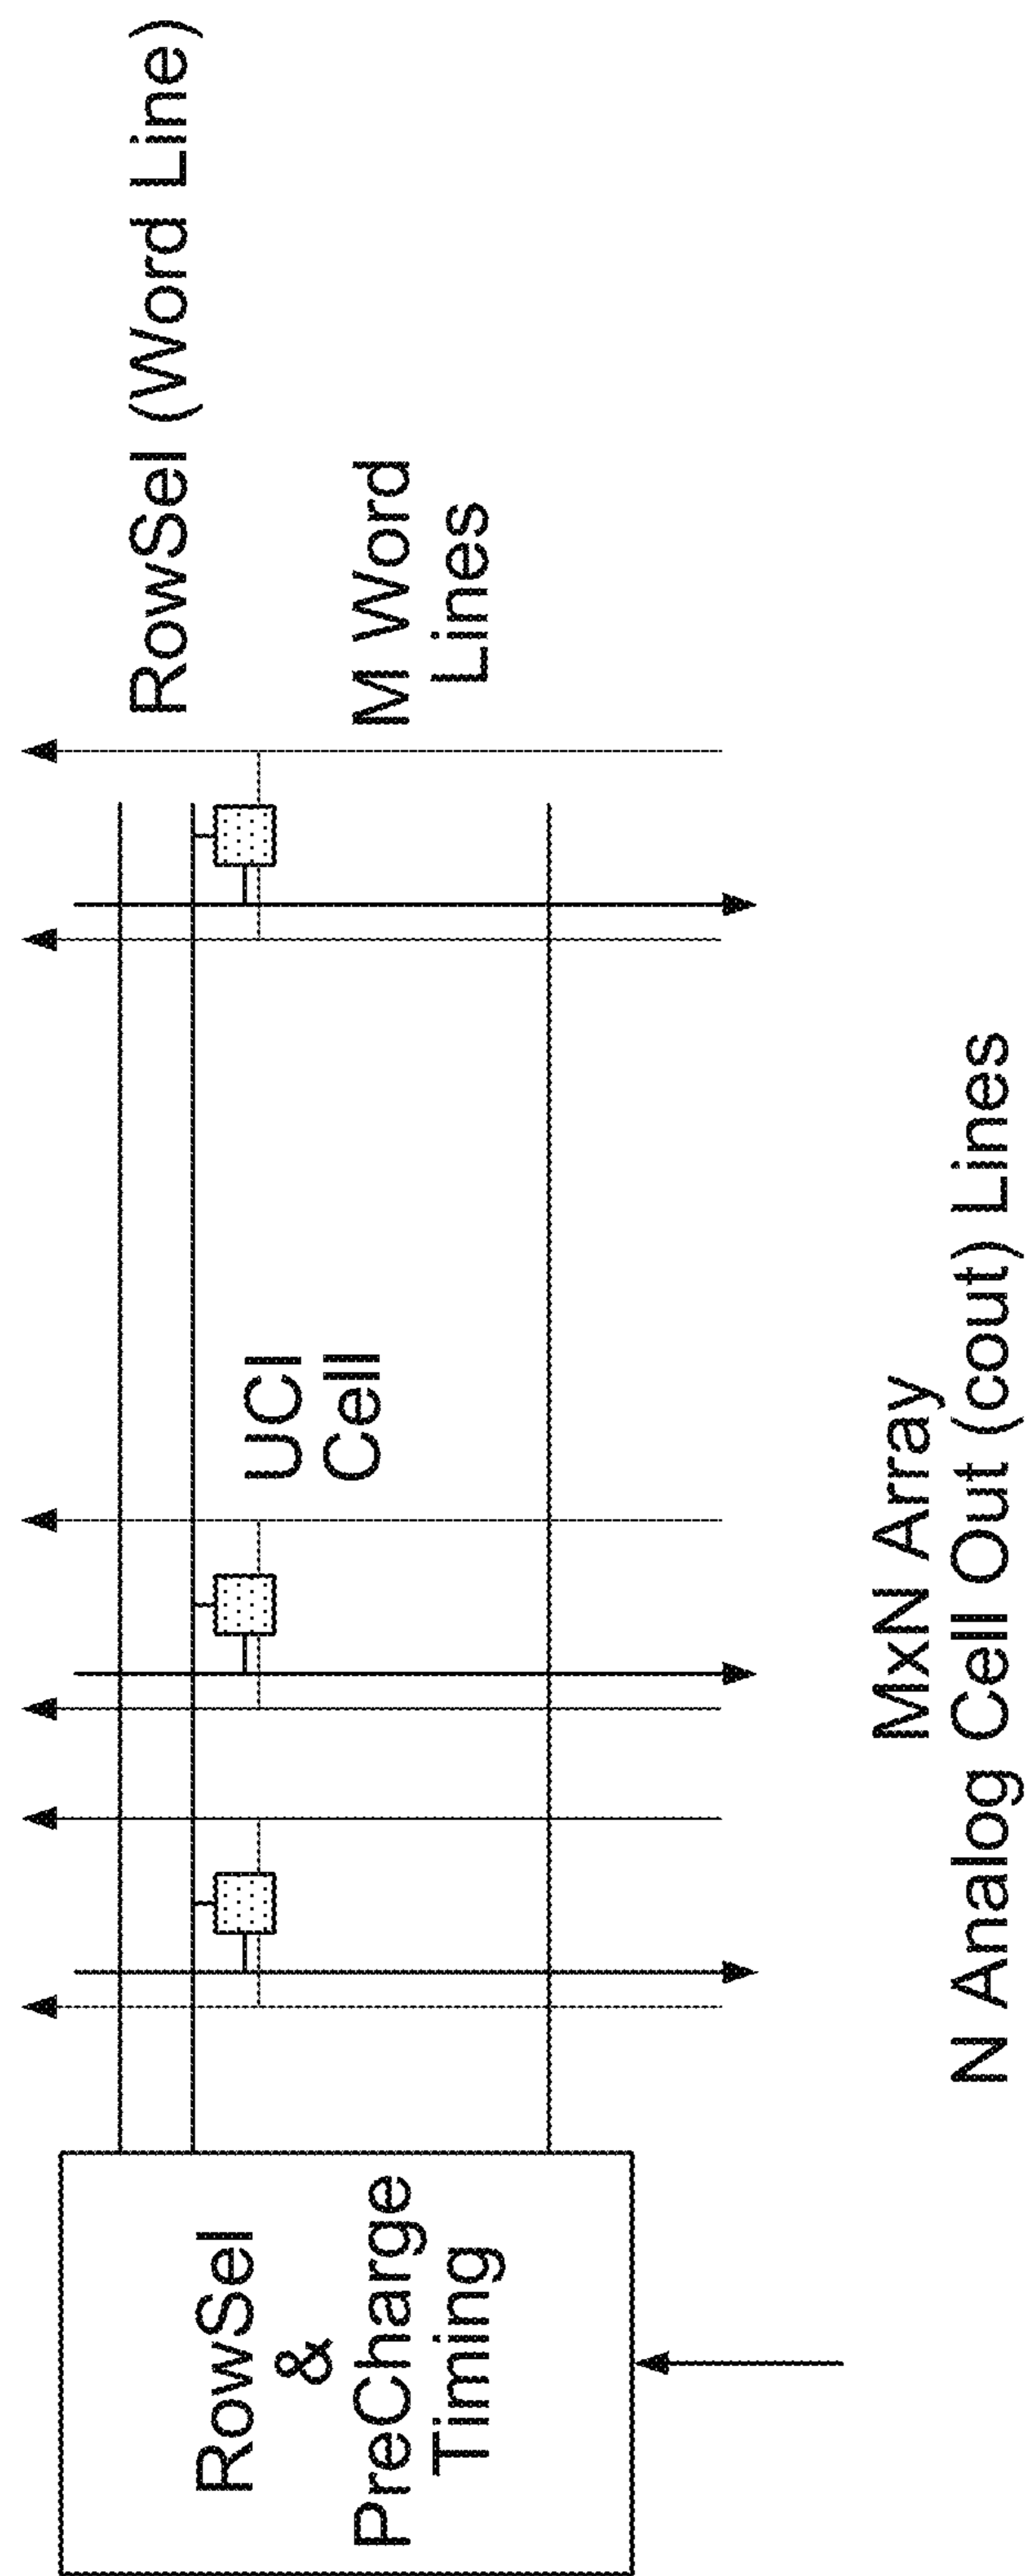 RowSel
&
PreCharge
Timing
UCI
Cell
RowSel (Word Line)
M Word
Lines
MxN Array
N Analog Cell Out (cout) Lines